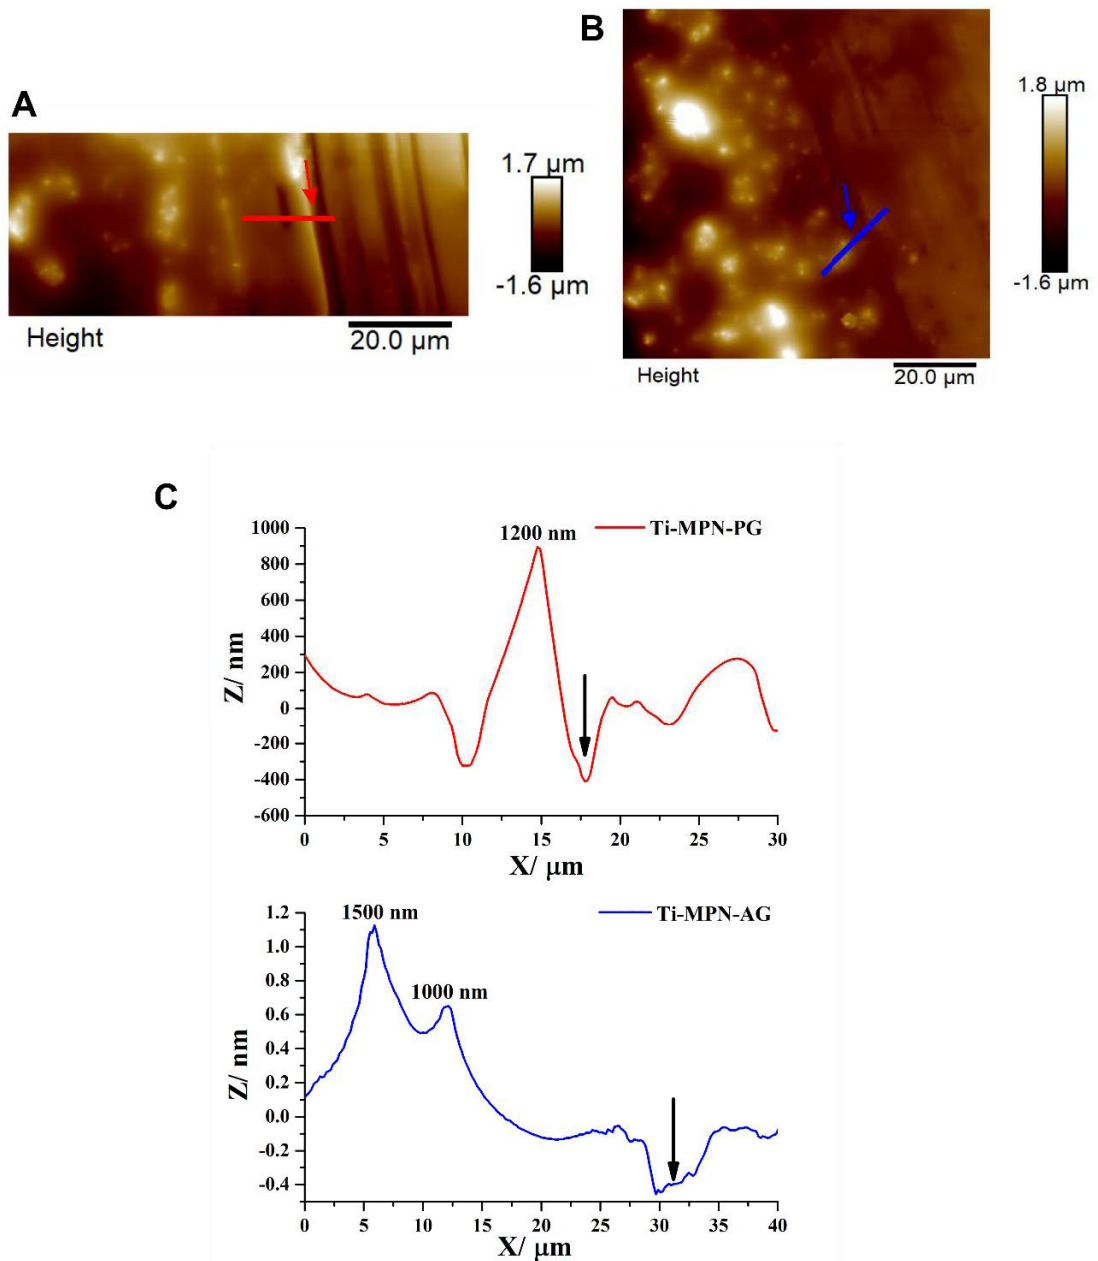 A
1.7 µm
-1.6 µm
Height
20.0 µm
B
1.8 µm
-1.6 µm
Height
20.0 µm
C
1000
800
600
400
200
0
-200
-400
-600
Z/ nm
1200 nm
Ti-MPN-PG
0 5 10 15 20 25 30
X/ µm
1.2
1.0
0.8
0.6
0.4
0.2
0.0
-0.2
-0.4
Z/ nm
1500 nm
1000 nm
Ti-MPN-AG
0 5 10 15 20 25 30 35 40
X/ µm